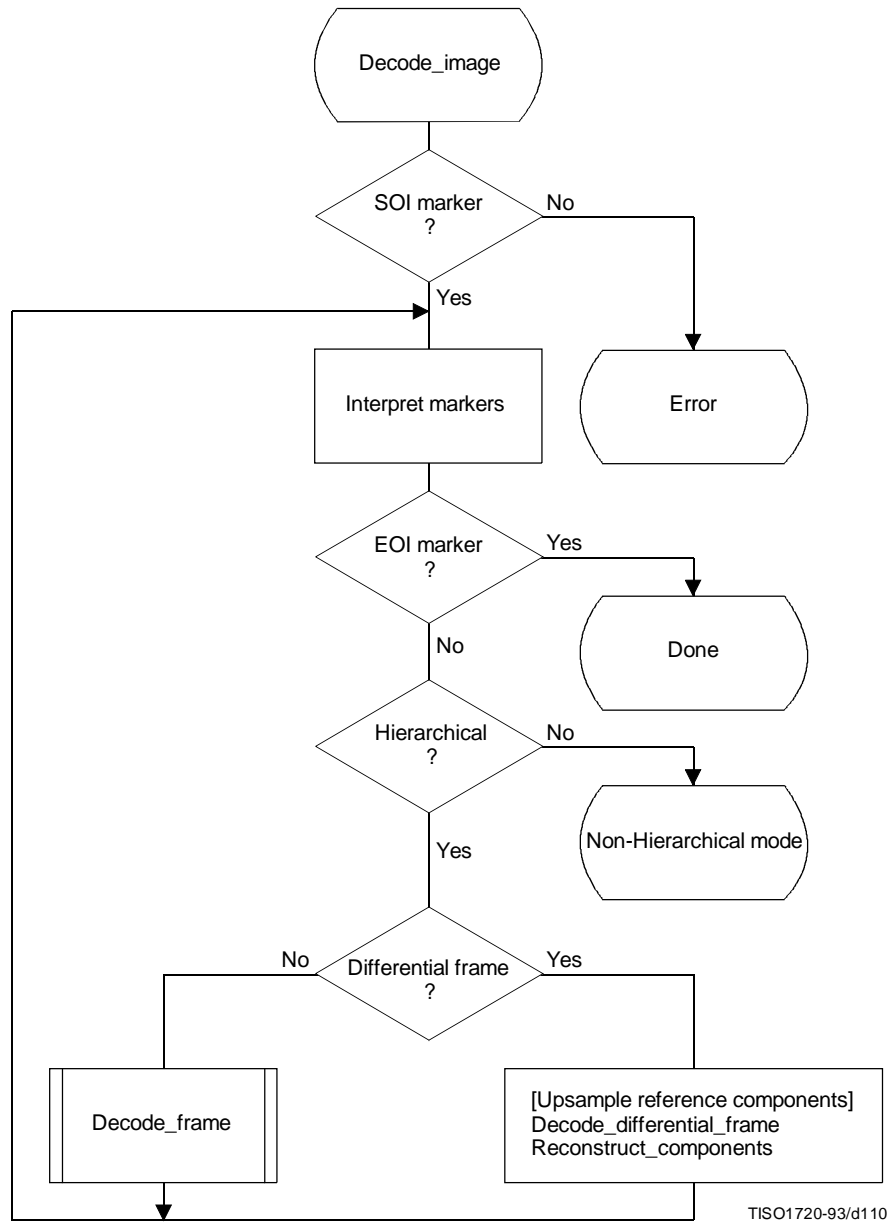 Decode_image
SOI marker
?
No
Yes
Interpret markers
Error
EOI marker
?
Yes
No
Done
Hierarchical
?
No
Yes
Non-Hierarchical mode
No
Differential frame
?
Yes
Decode_frame
[Upsample reference components]
Decode_differential_frame
Reconstruct_components
TISO1720-93/d110